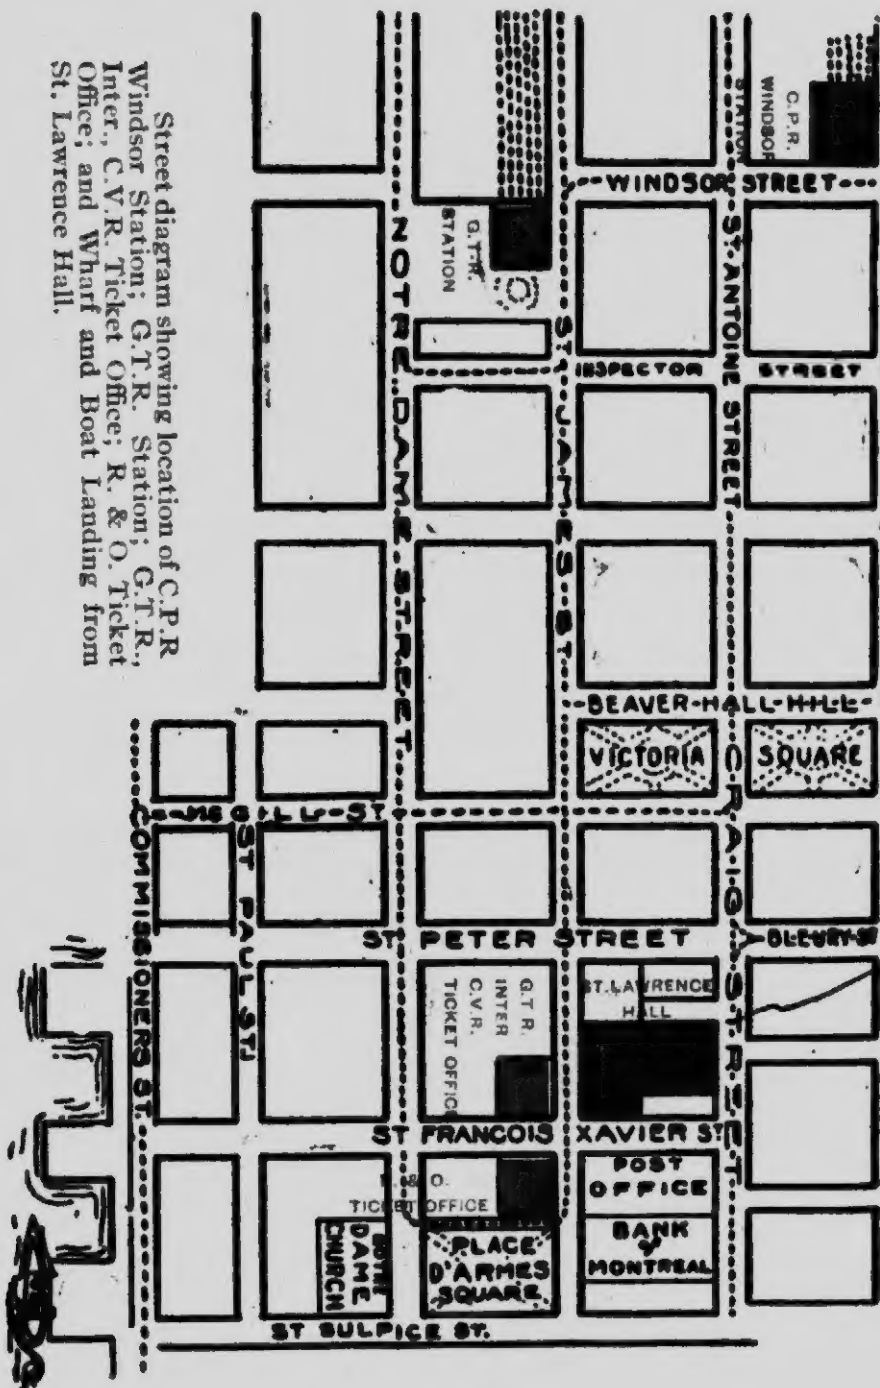 Street diagram showing location of C.P.R
Windsor Station; G.T.R. Station; G.T.R.,
Inter., C.V.R. Ticket Office; R. & O. Ticket
Office; and Wharf and Boat Landing from
St. Lawrence Hall.
C.P.R.
WINDSOR
STATION
WINDSOR STREET
G.T.R.
STATION
NOTRE DAME STREET
ST. JAMES ST.
ST. ANTOINE STREET
INSPECTOR STREET
BEAVER-HALL-HILL
VICTORIA SQUARE
CRAIG STREET
McGILL ST
COMMISSIONERS ST.
ST PAUL ST.
ST PETER STREET
BLEURY ST
G.T.R.
INTER
C.V.R.
TICKET OFFICE
ST. LAWRENCE
HALL
ST FRANCOIS XAVIER ST.
& O.
TICKET OFFICE
POST
OFFICE
BANK
of
MONTREAL
NOTRE
DAME
CHURCH
PLACE
D'ARMES
SQUARE
ST SULPICE ST.